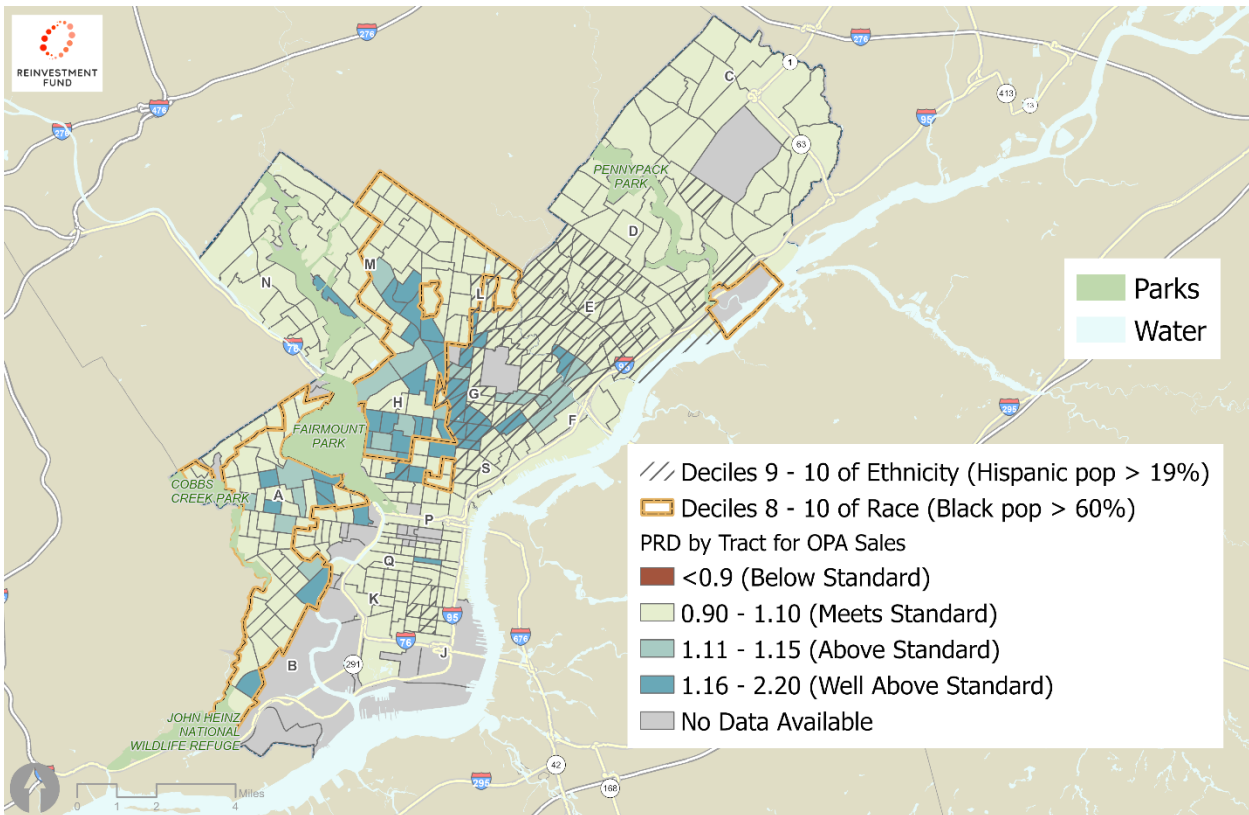 REINVESTMENT
FUND
276
276
476
276
C
1
413
13
95
63
PENNYPACK
PARK
D
M
N
L
E
76
95
G
H
F
295
FAIRMOUNT
PARK
COBBS
CREEK PARK
A
S
P
Q
K
95
676
76
J
B
291
JOHN HEINZ
NATIONAL
WILDLIFE REFUGE
42
295
168
Miles
0 1 2 4
Parks
Water
Deciles 9 - 10 of Ethnicity (Hispanic pop > 19%)
Deciles 8 - 10 of Race (Black pop > 60%)
PRD by Tract for OPA Sales
<0.9 (Below Standard)
0.90 - 1.10 (Meets Standard)
1.11 - 1.15 (Above Standard)
1.16 - 2.20 (Well Above Standard)
No Data Available